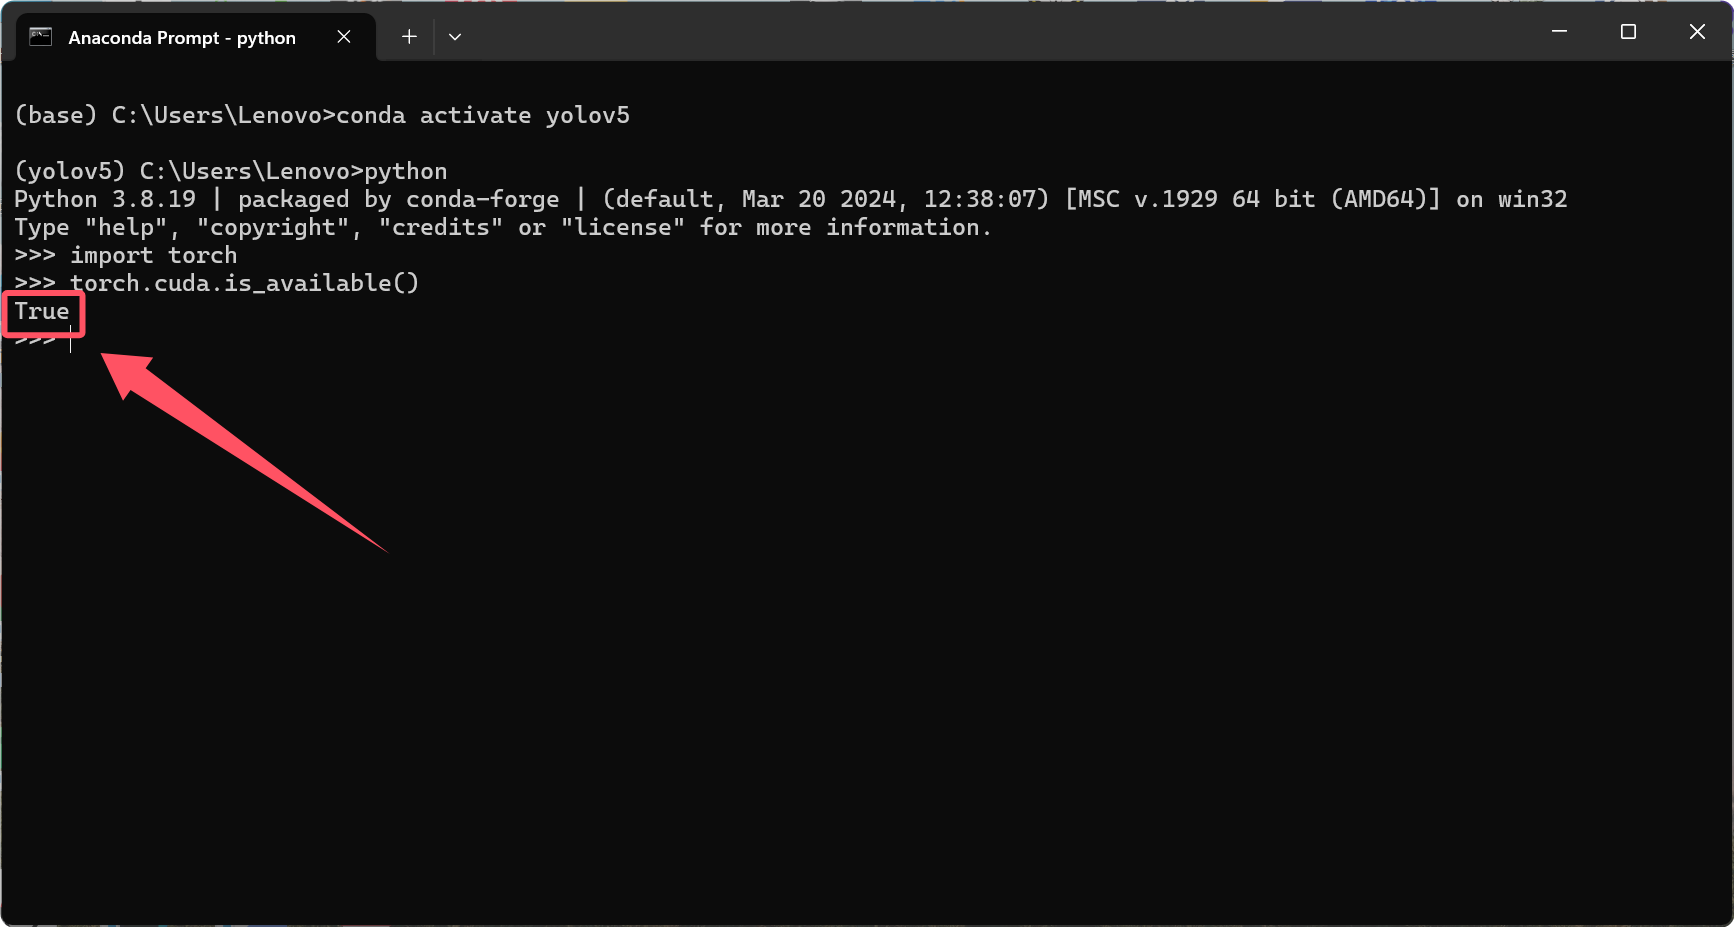 Anaconda Prompt - python
(base) C:\Users\Lenovo>conda activate yolov5
(yolov5) C:\Users\Lenovo>python
Python 3.8.19 | packaged by conda-forge | (default, Mar 20 2024, 12:38:07) [MSC v.1929 64 bit (AMD64)] on win32
Type "help", "copyright", "credits" or "license" for more information.
>>> import torch
>>> torch.cuda.is_available()
True
>>>